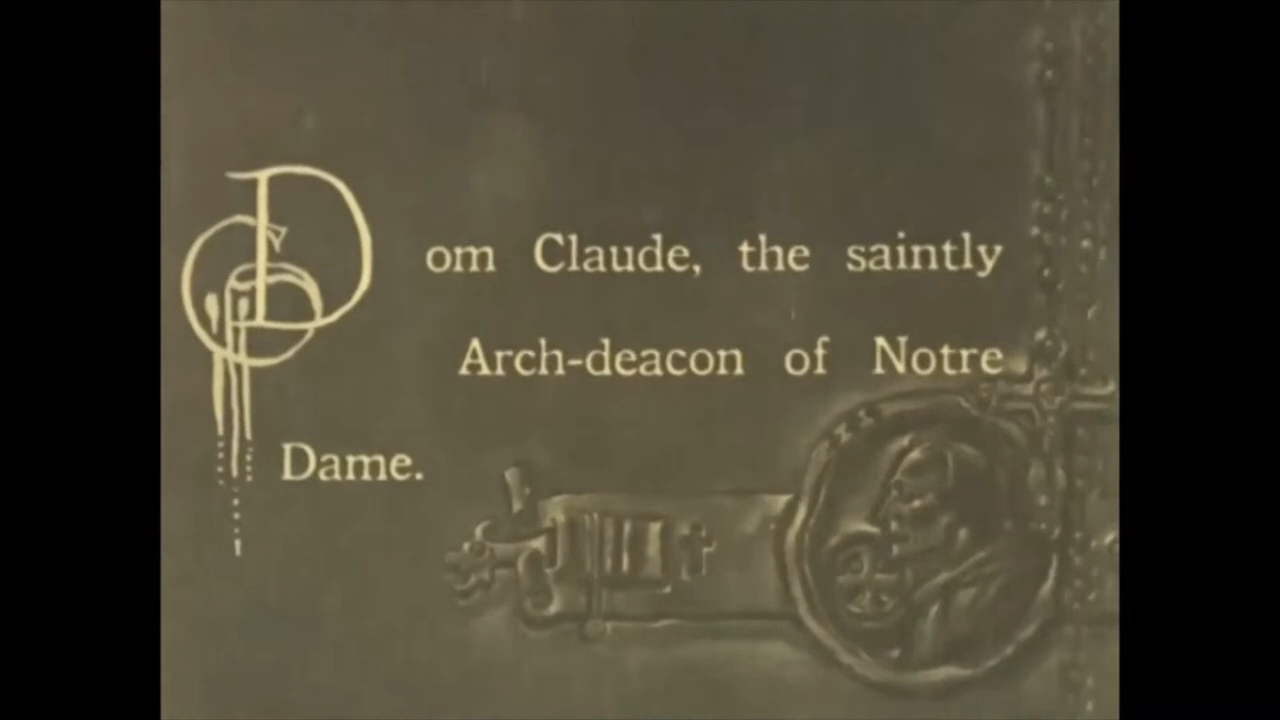 Dom Claude, the saintly
Arch-deacon of Notre
Dame.